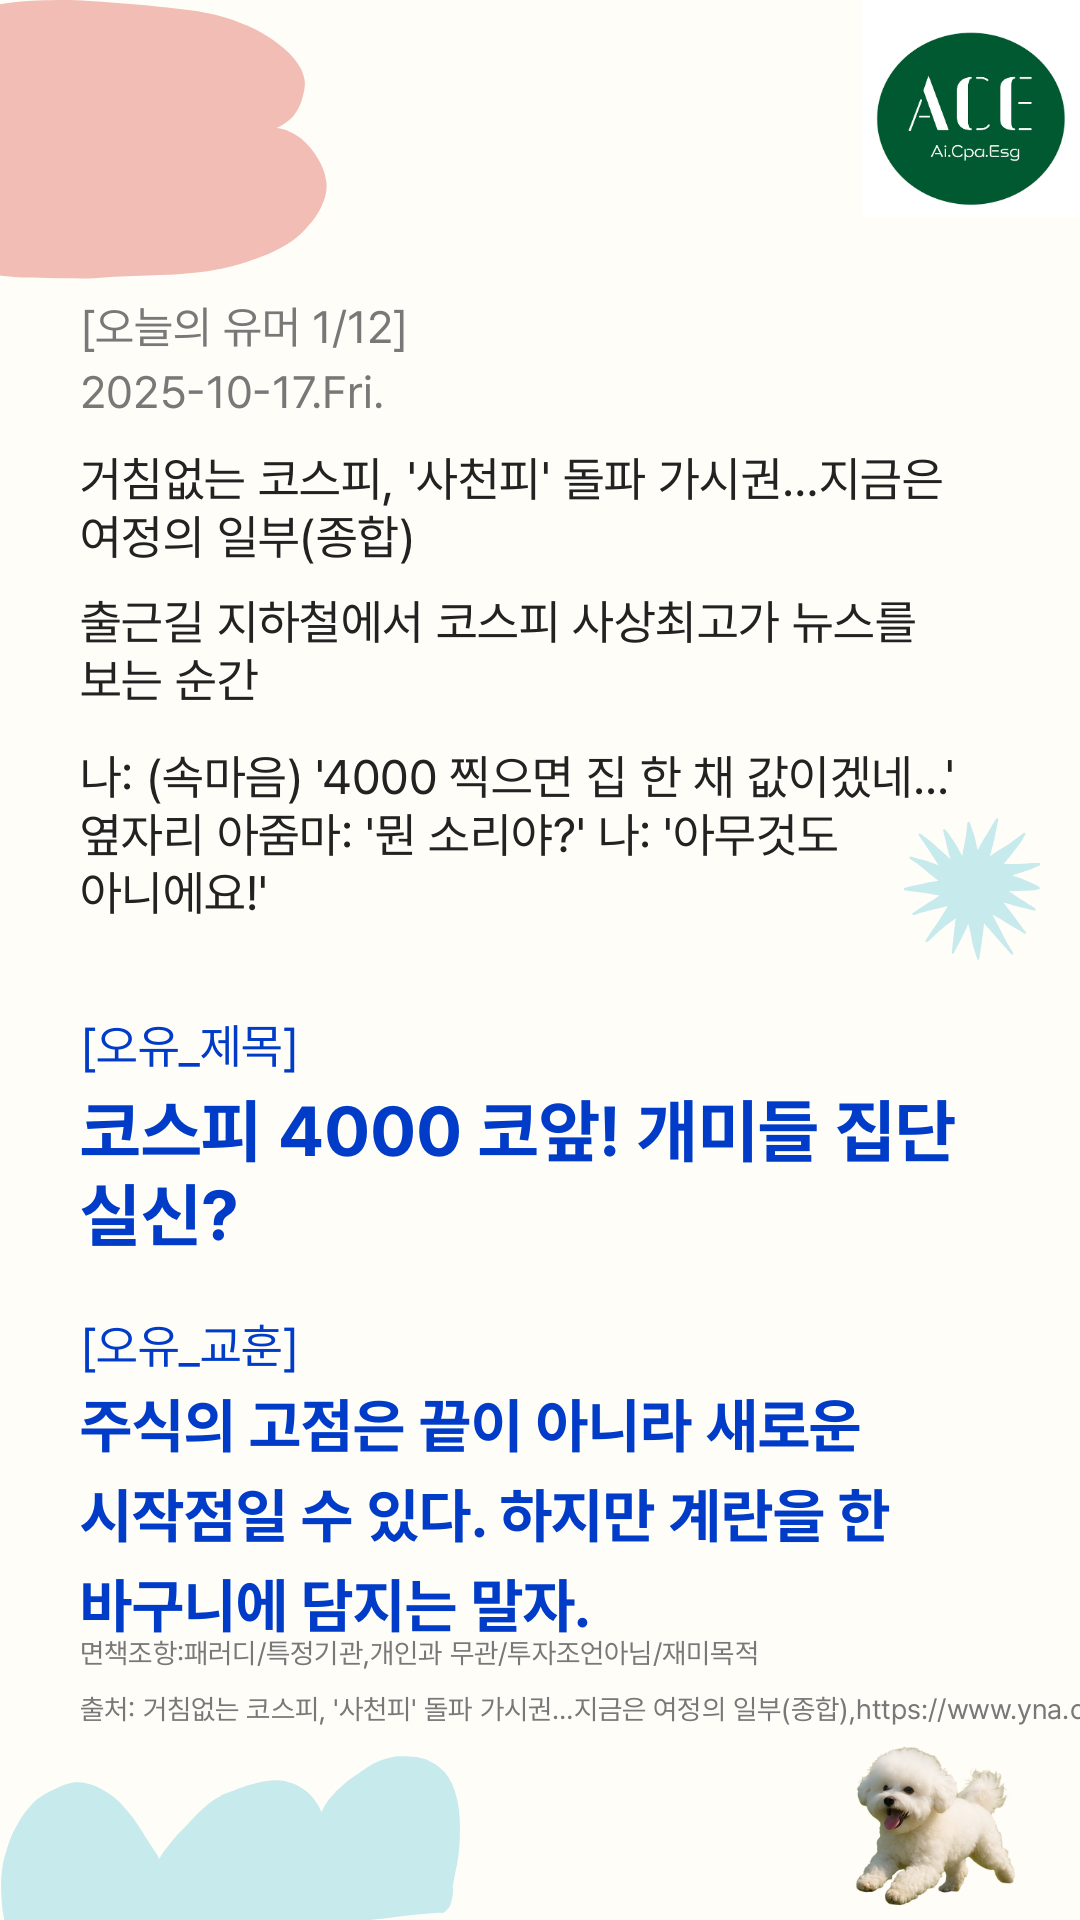 ACE
Ai.Cpa.Esg
[오늘의 유머 1/12]
2025-10-17.Fri.
거침없는 코스피, '사천피' 돌파 가시권…지금은
여정의 일부(종합)
출근길 지하철에서 코스피 사상최고가 뉴스를
보는 순간
나: (속마음) '4000 찍으면 집 한 채 값이겠네...'
옆자리 아줌마: '뭔 소리야?' 나: '아무것도
아니에요!'
[오유_제목]
코스피 4000 코앞! 개미들 집단
실신?
[오유_교훈]
주식의 고점은 끝이 아니라 새로운
시작점일 수 있다. 하지만 계란을 한
바구니에 담지는 말자.
면책조항:패러디/특정기관,개인과 무관/투자조언아님/재미목적
출처: 거침없는 코스피, '사천피' 돌파 가시권…지금은 여정의 일부(종합),https://www.yna.c